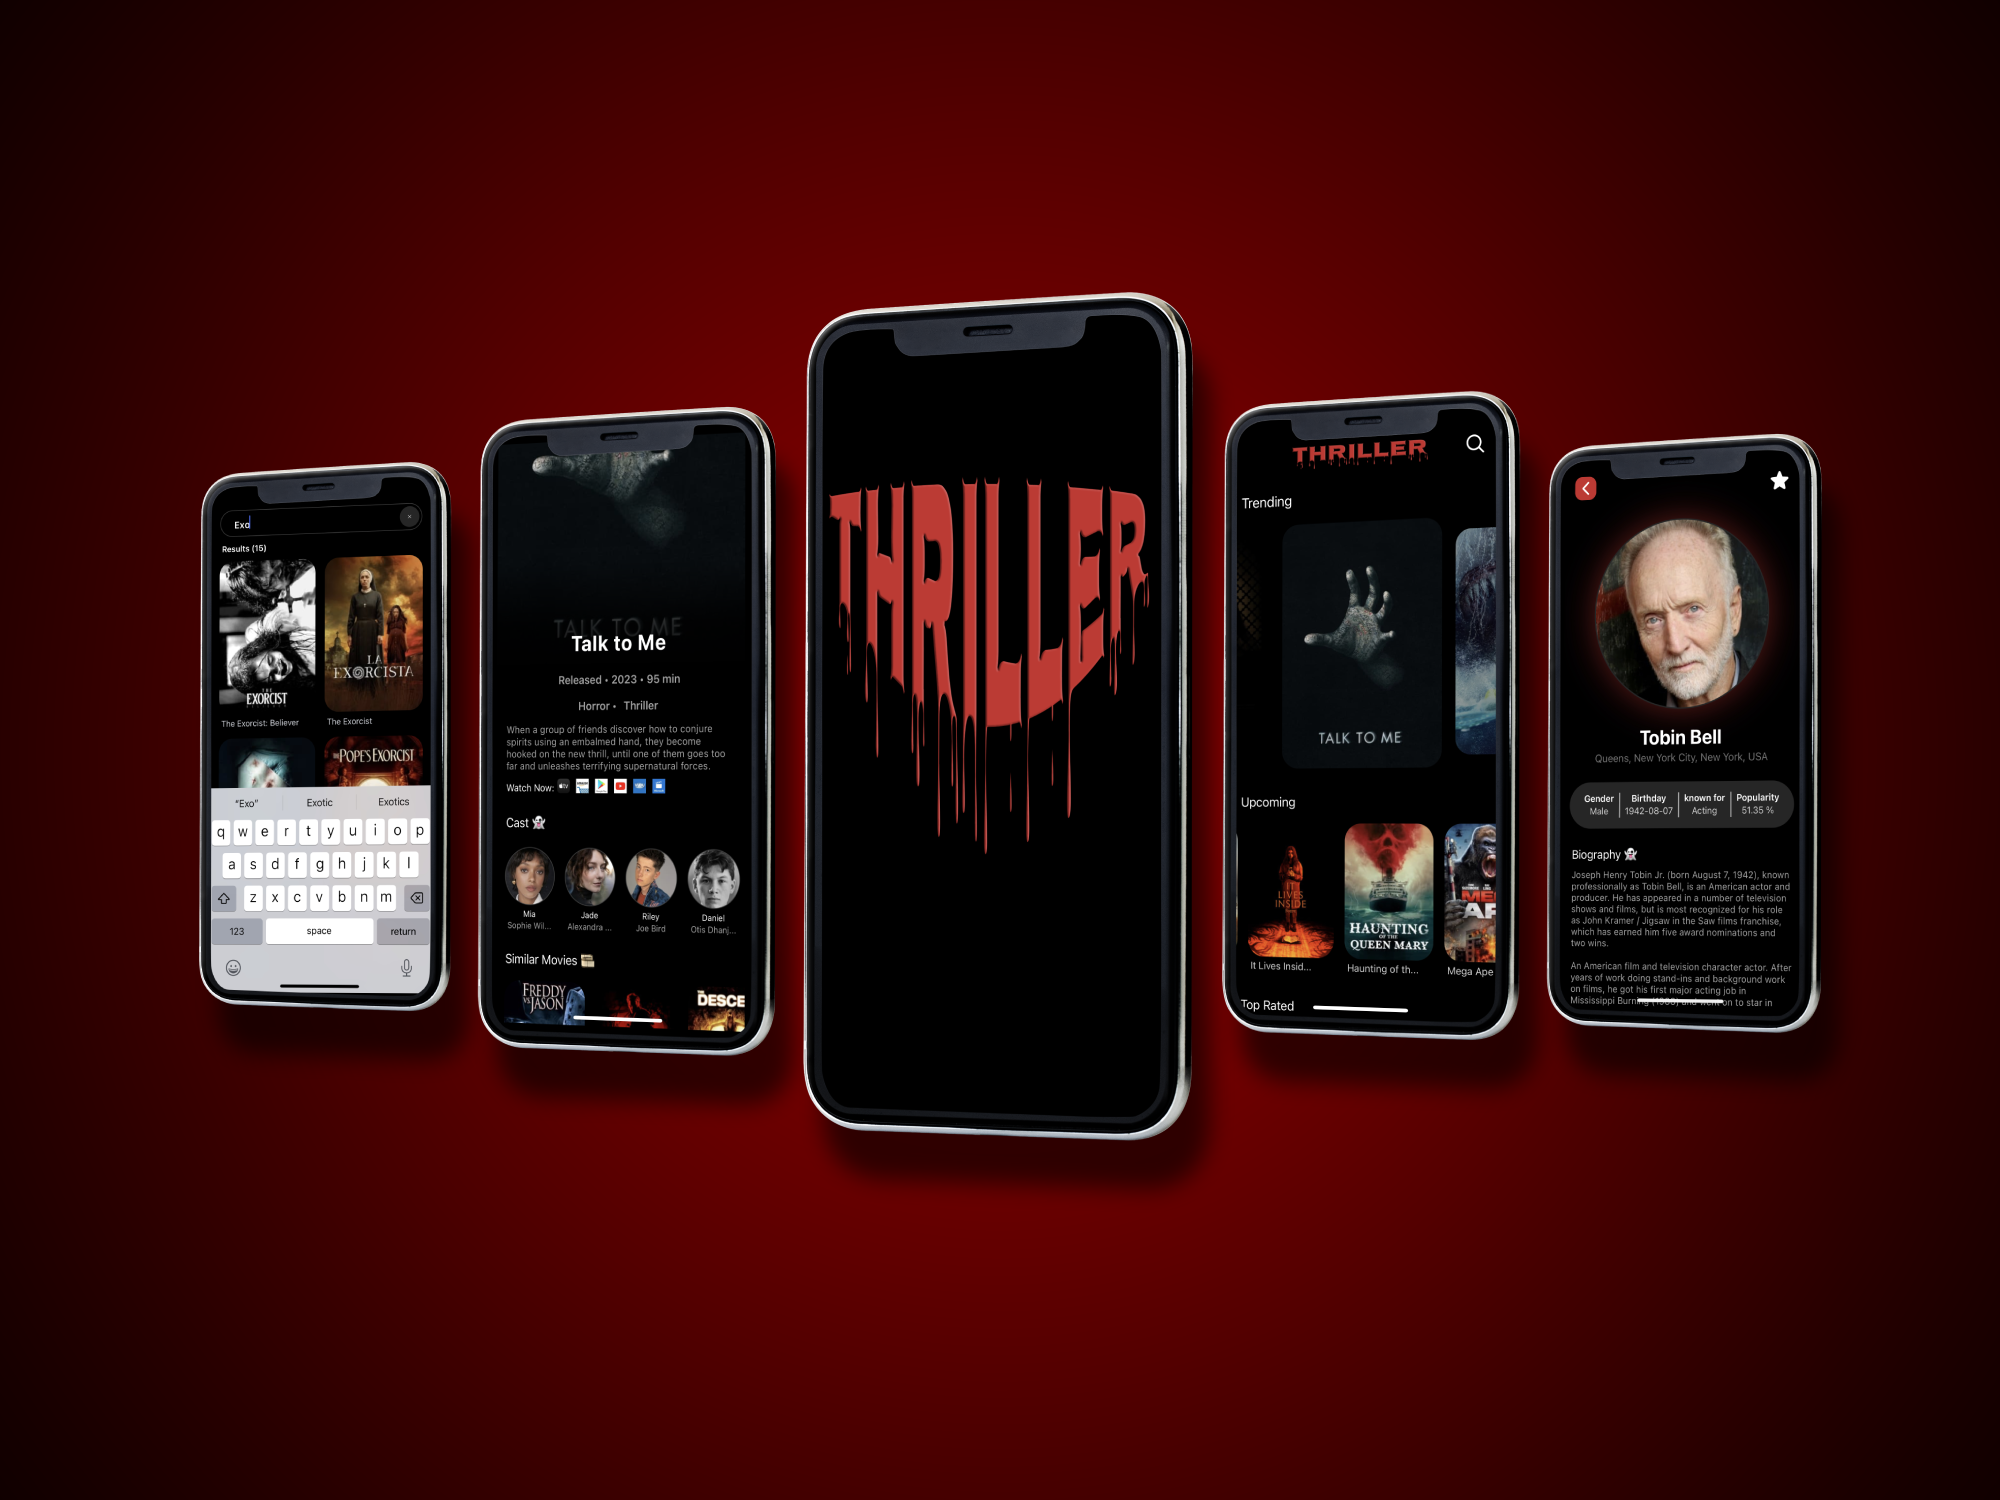 Exo
Results (15)
THE
EXORCIST
BELIEVER
The Exorcist: Believer
LA
EXORCISTA
The Exorcist
THE POPE'S EXORCIST
"Exo" Exotic Exotics
q w e r t y u i o p
a s d f g h j k l
z x c v b n m
123 space return
TALK TO ME
Talk to Me
Released • 2023 • 95 min
Horror • Thriller
When a group of friends discover how to conjure
spirits using an embalmed hand, they become
hooked on the new thrill, until one of them goes too
far and unleashes terrifying supernatural forces.
Watch Now:
Cast 👻
Mia
Sophie Wil...
Jade
Alexandra ...
Riley
Joe Bird
Daniel
Otis Dhanj...
Similar Movies
FREDDY
VS
JASON
THE
DESCE
THRILLER
THRILLER
Trending
TALK TO ME
Upcoming
IT
LIVES
INSIDE
It Lives Insid...
HAUNTING
OF THE
QUEEN MARY
Haunting of th...
ME
AP
Mega Ape
Top Rated
Tobin Bell
Queens, New York City, New York, USA
Gender Birthday known for Popularity
Male 1942-08-07 Acting 51.35 %
Biography 👻
Joseph Henry Tobin Jr. (born August 7, 1942), known
professionally as Tobin Bell, is an American actor and
producer. He has appeared in a number of television
shows and films, but is most recognized for his role
as John Kramer / Jigsaw in the Saw films franchise,
which has earned him five award nominations and
two wins.
An American film and television character actor. After
years of work doing stand-ins and background work
on films, he got his first major acting job in
Mississippi Burning (1988) and went on to star in